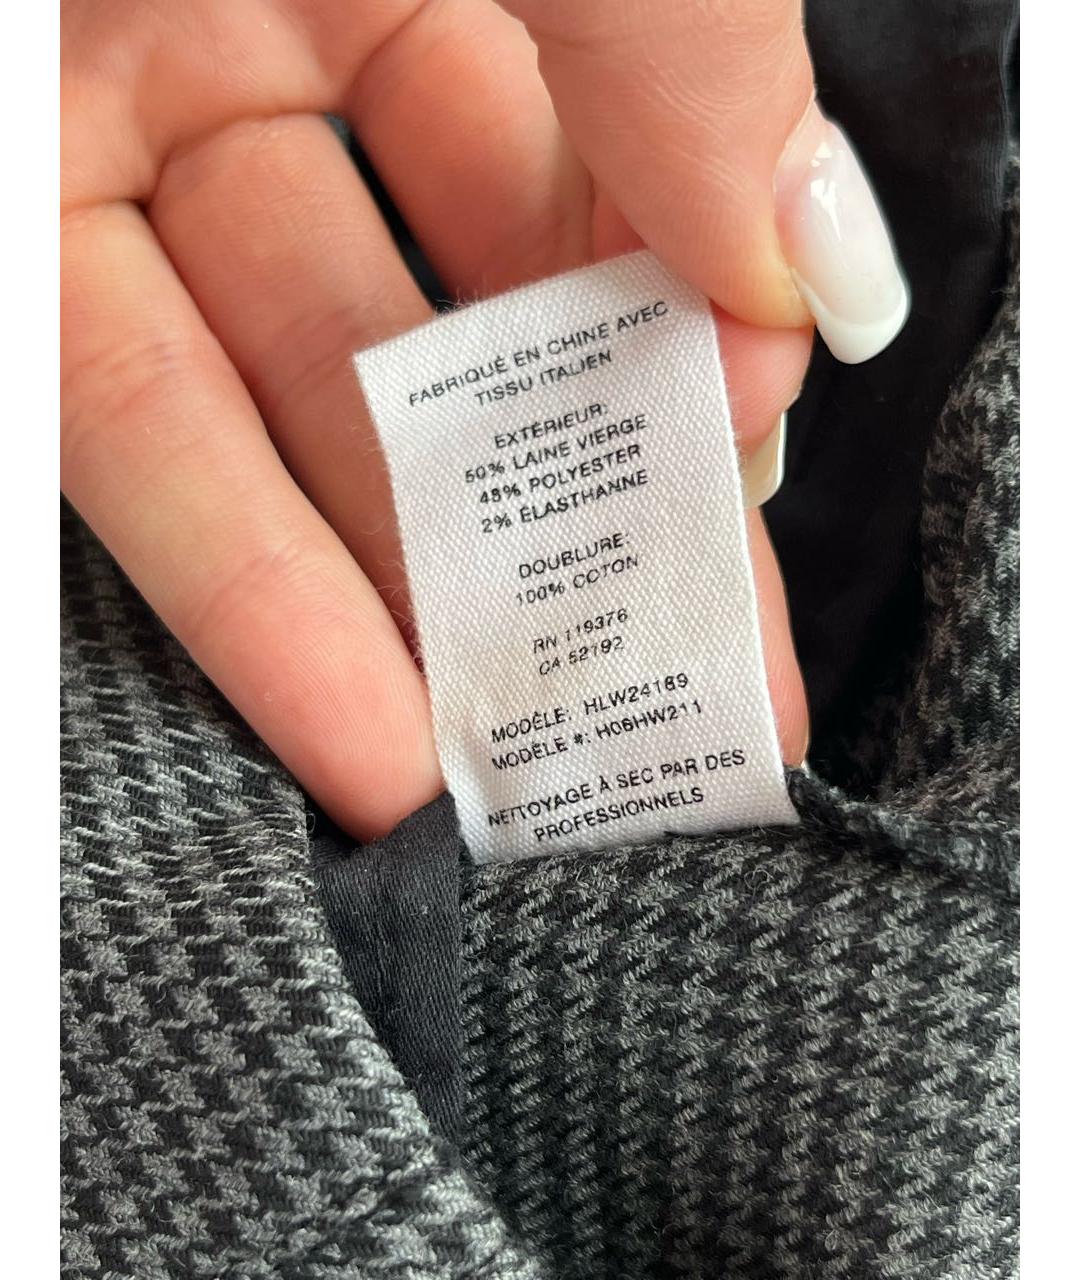 FABRIQUÉ EN CHINE AVEC
TISSU ITALIEN
EXTÉRIEUR:
50% LAINE VIERGE
48% POLYESTER
2% ÉLASTHANNE
DOUBLURE:
100% COTON
RN 119376
CA 52192
MODÈLE: HLW24169
MODÈLE #: H06HW211
NETTOYAGE À SEC PAR DES
PROFESSIONNELS